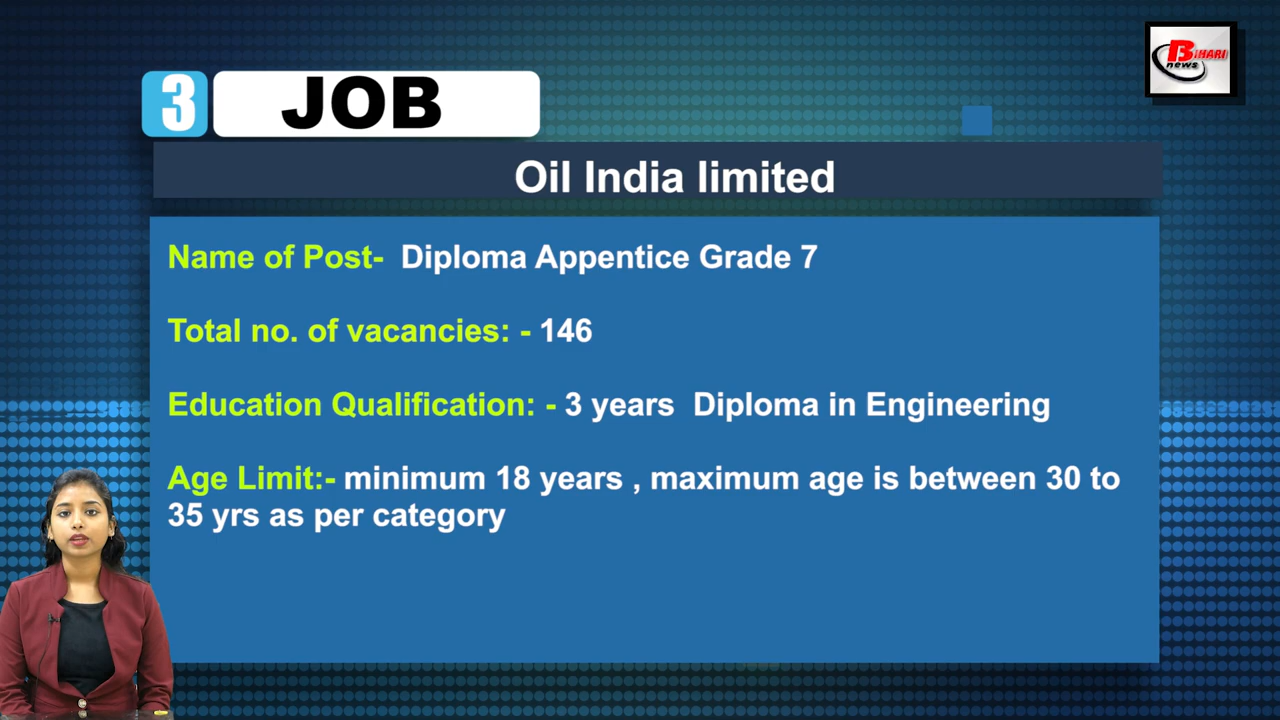 BIHARI
news
3 JOB
Oil India limited
Name of Post- Diploma Appentice Grade 7
Total no. of vacancies: - 146
Education Qualification: - 3 years Diploma in Engineering
Age Limit:- minimum 18 years , maximum age is between 30 to
35 yrs as per category